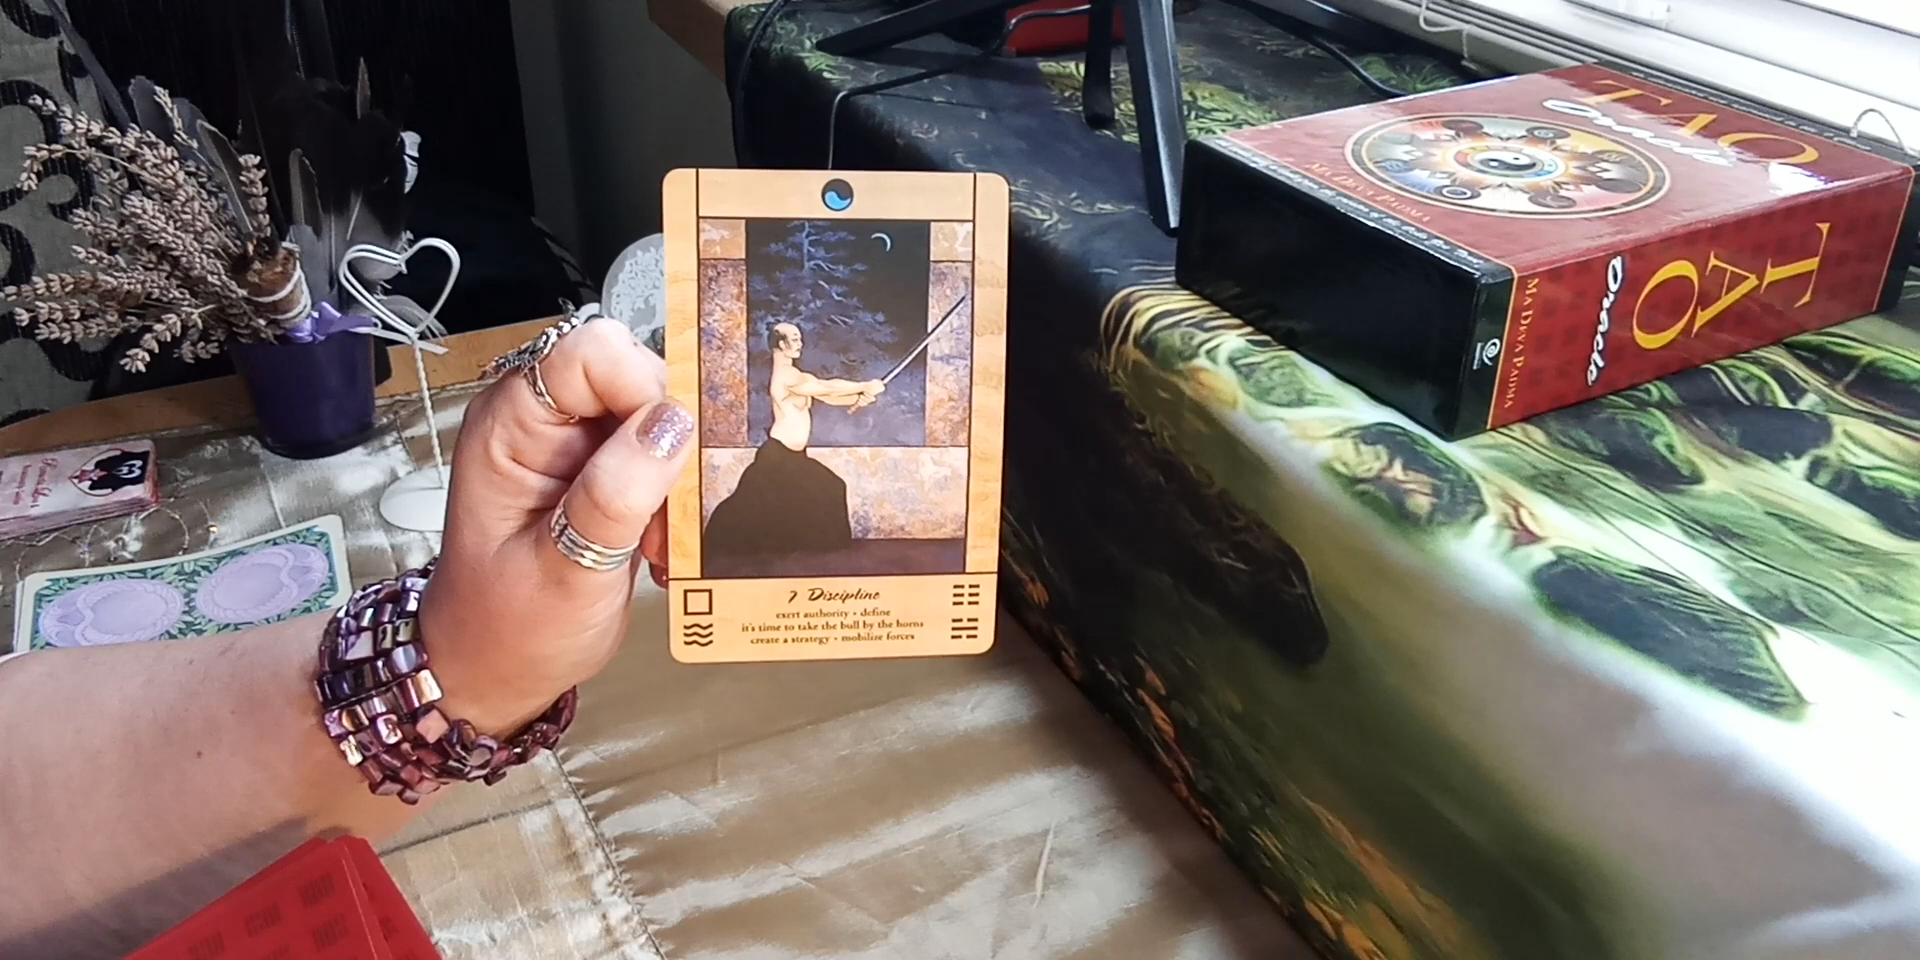 7 Discipline
exert authority • define
it's time to take the bull by the horns
create a strategy • mobilize forces
TAO
Oracle
MA DEVA PADMA
TAO
Oracle
MA DEVA PADMA